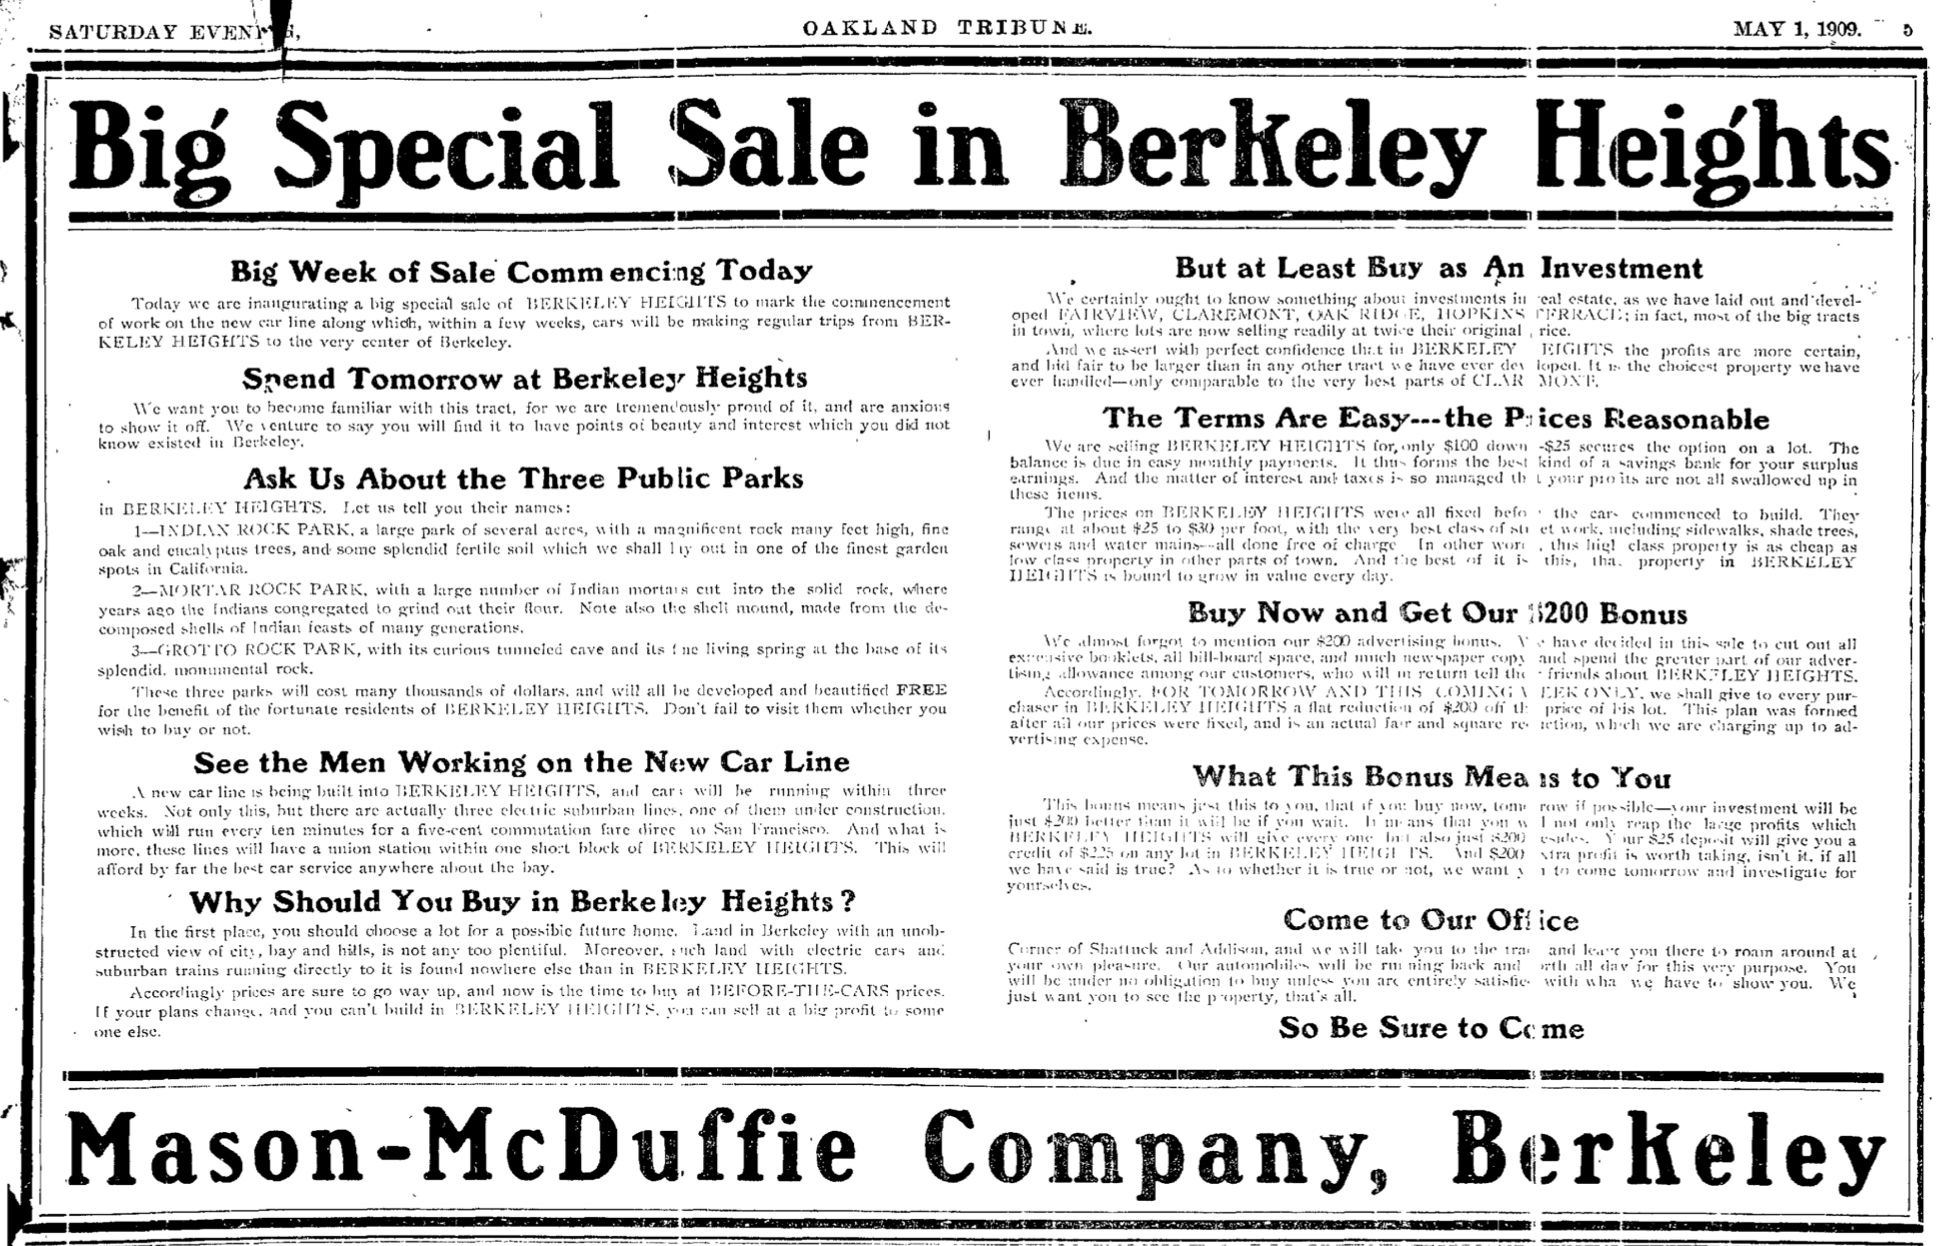 SATURDAY EVENING,
OAKLAND TRIBUNE.
MAY 1, 1909. 5
Big Special Sale in Berkeley Heights
Big Week of Sale Commencing Today
Today we are inaugurating a big special sale of BERKELEY HEIGHTS to mark the commencement
of work on the new car line along which, within a few weeks, cars will be making regular trips from BER-
KELEY HEIGHTS to the very center of Berkeley.
Spend Tomorrow at Berkeley Heights
We want you to become familiar with this tract, for we are tremendously proud of it, and are anxious
to show it off. We venture to say you will find it to have points of beauty and interest which you did not
know existed in Berkeley.
Ask Us About the Three Public Parks
in BERKELEY HEIGHTS. Let us tell you their names:
1—INDIAN ROCK PARK, a large park of several acres, with a magnificent rock many feet high, fine
oak and eucalyptus trees, and some splendid fertile soil which we shall lay out in one of the finest garden
spots in California.
2—MORTAR ROCK PARK, with a large number of Indian mortars cut into the solid rock, where
years ago the Indians congregated to grind out their flour. Note also the shell mound, made from the de-
composed shells of Indian feasts of many generations.
3—GROTTO ROCK PARK, with its curious tunneled cave and its fine living spring at the base of its
splendid, monumental rock.
These three parks will cost many thousands of dollars, and will all be developed and beautified FREE
for the benefit of the fortunate residents of BERKELEY HEIGHTS. Don't fail to visit them whether you
wish to buy or not.
See the Men Working on the New Car Line
A new car line is being built into BERKELEY HEIGHTS, and cars will be running within three
weeks. Not only this, but there are actually three electric suburban lines, one of them under construction,
which will run every ten minutes for a five-cent commutation fare direc to San Francisco. And what is
more, these lines will have a union station within one short block of BERKELEY HEIGHTS. This will
afford by far the best car service anywhere about the bay.
Why Should You Buy in Berkeley Heights?
In the first place, you should choose a lot for a possible future home. Land in Berkeley with an unob-
structed view of city, bay and hills, is not any too plentiful. Moreover, such land with electric cars and
suburban trains running directly to it is found nowhere else than in BERKELEY HEIGHTS.
Accordingly prices are sure to go way up, and now is the time to buy at BEFORE-THE-CARS prices.
If your plans change, and you can't build in BERKELEY HEIGHTS, you can sell at a big profit to some
one else.
But at Least Buy as An Investment
We certainly ought to know something about investments in real estate, as we have laid out and devel-
oped FAIRVIEW, CLAREMONT, OAK RIDGE, HOPKINS TERRACE; in fact, most of the big tracts
in town, where lots are now selling readily at twice their original price.
And we assert with perfect confidence that in BERKELEY HEIGHTS the profits are more certain,
and bid fair to be larger than in any other tract we have ever developed. It is the choicest property we have
ever handled—only comparable to the very best parts of CLAREMONT.
The Terms Are Easy---the Prices Reasonable
We are selling BERKELEY HEIGHTS for only $100 down—$25 secures the option on a lot. The
balance is due in easy monthly payments. It thus forms the best kind of a savings bank for your surplus
earnings. And the matter of interest and taxes is so managed that your profits are not all swallowed up in
these items.
The prices on BERKELEY HEIGHTS were all fixed before the cars commenced to build. They
range at about $25 to $30 per foot, with the very best class of street work, including sidewalks, shade trees,
sewers and water mains—all done free of charge In other words, this high class property is as cheap as
low class property in other parts of town. And the best of it is this, that property in BERKELEY
HEIGHTS is bound to grow in value every day.
Buy Now and Get Our $200 Bonus
We almost forgot to mention our $200 advertising bonus. We have decided in this sale to cut out all
expensive booklets, all bill-board space, and much newspaper copy and spend the greater part of our adver-
tising allowance among our customers, who will in return tell their friends about BERKELEY HEIGHTS.
Accordingly, FOR TOMORROW AND THIS COMING WEEK ONLY, we shall give to every pur-
chaser in BERKELEY HEIGHTS a flat reduction of $200 off the price of his lot. This plan was formed
after all our prices were fixed, and is an actual fair and square reduction, which we are charging up to ad-
vertising expense.
What This Bonus Means to You
This bonus means just this to you, that if you buy now, tomorrow if possible—your investment will be
just $200 better than it will be if you wait. It means that you will not only reap the large profits which
BERKELEY HEIGHTS will give every one but also just $200 besides. Your $25 deposit will give you a
credit of $225 on any lot in BERKELEY HEIGHTS. And $200 extra profit is worth taking, isn't it, if all
we have said is true? As to whether it is true or not, we want you to come tomorrow and investigate for
yourselves.
Come to Our Office
Corner of Shattuck and Addison, and we will take you to the tract and leave you there to roam around at
your own pleasure. Our automobiles will be running back and forth all day for this very purpose. You
will be under no obligation to buy unless you are entirely satisfied with what we have to show you. We
just want you to see the property, that's all.
So Be Sure to Come
Mason-McDuffie Company, Berkeley